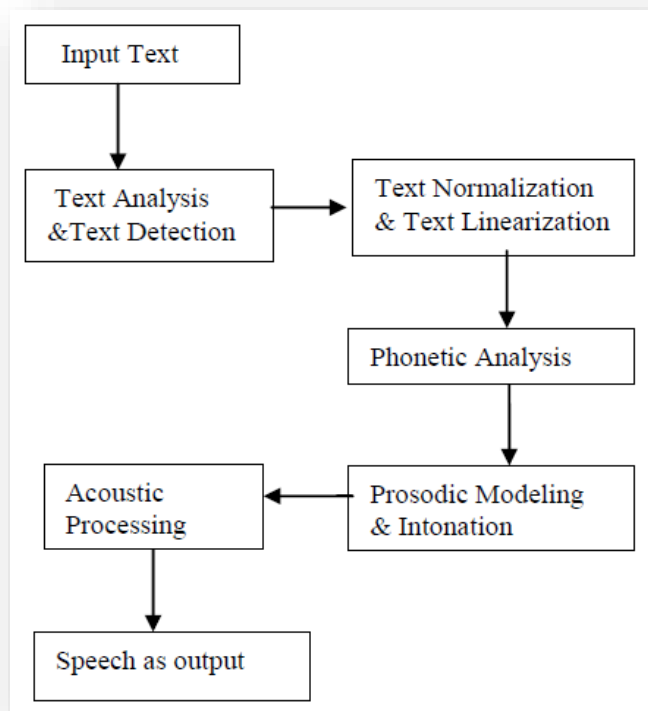 Input Text
Text Analysis
&Text Detection
Text Normalization
& Text Linearization
Phonetic Analysis
Prosodic Modeling
& Intonation
Acoustic
Processing
Speech as output